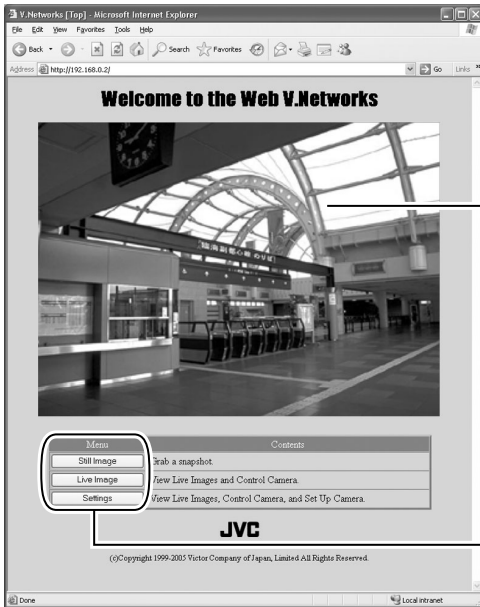 V.Networks [Top] - Microsoft Internet Explorer
File Edit View Favorites Tools Help
Back Search Favorites
Address http://192.168.0.2/ Go Links »
Welcome to the Web V.Networks
Menu Contents
Still Image Grab a snapshot.
Live Image View Live Images and Control Camera.
Settings View Live Images, Control Camera, and Set Up Camera.
JVC
(c)Copyright 1999-2005 Victor Company of Japan, Limited All Rights Reserved.
Done Local intranet